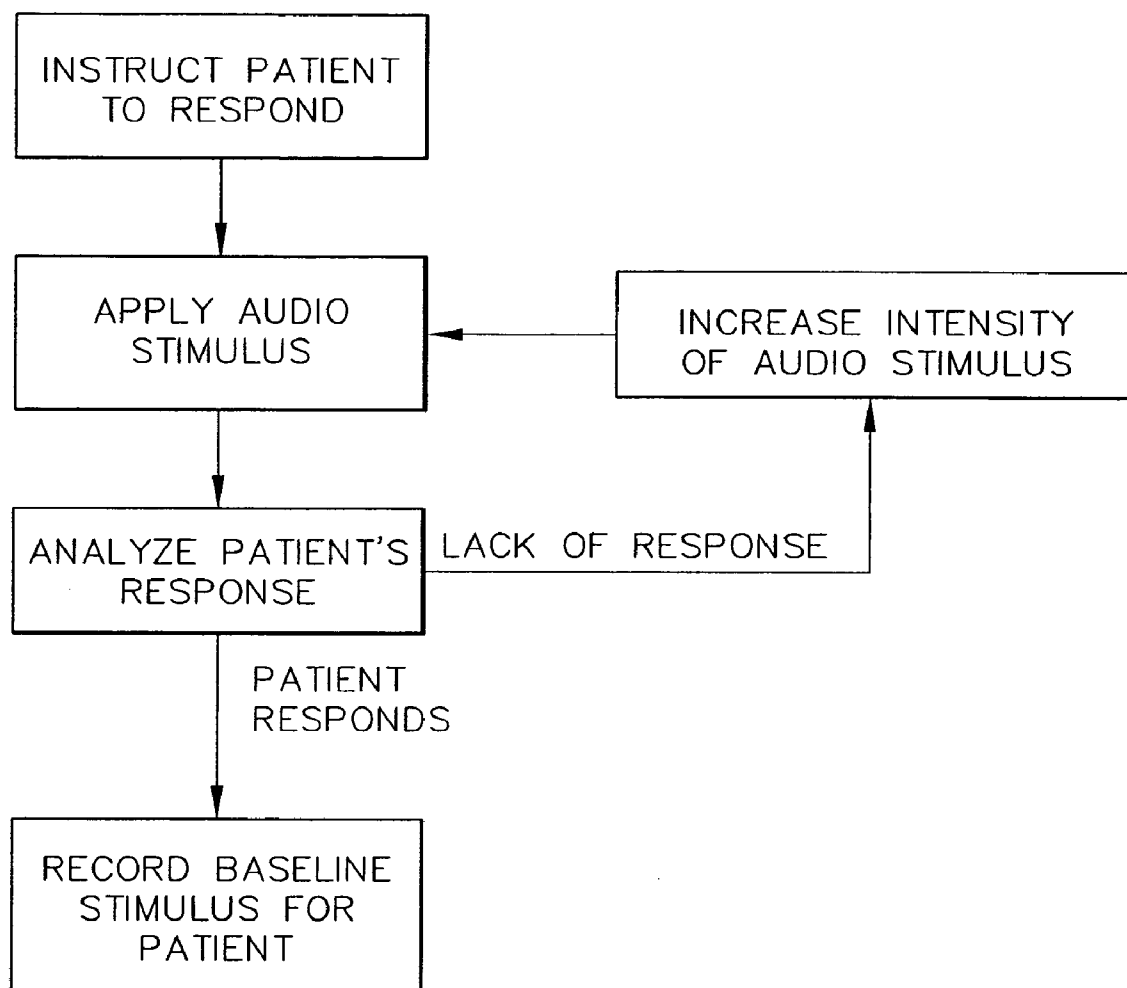 INSTRUCT PATIENT
TO RESPOND
APPLY AUDIO
STIMULUS
INCREASE INTENSITY
OF AUDIO STIMULUS
ANALYZE PATIENT'S
RESPONSE
LACK OF RESPONSE
PATIENT
RESPONDS
RECORD BASELINE
STIMULUS FOR
PATIENT